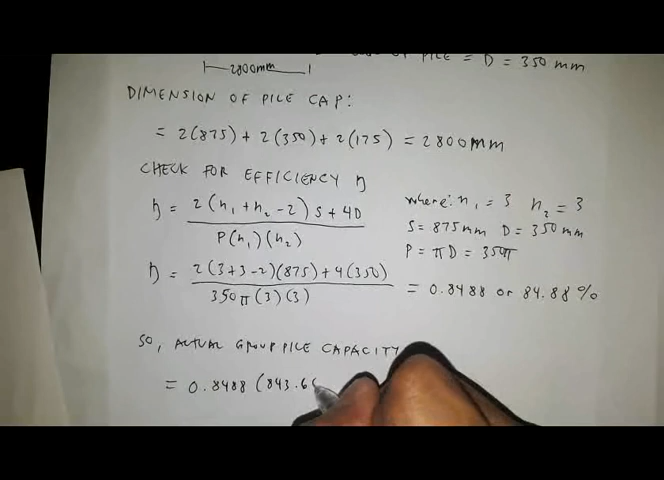 PILE = D = 350 mm
2800mm
DIMENSION OF PILE CAP:
= 2(875) + 2(350) + 2(175) = 2800MM
CHECK FOR EFFICIENCY η
η = 2(n₁ + n₂ - 2) S + 4D / P(n₁)(n₂)
where: n₁ = 3 n₂ = 3
S = 875mm D = 350 mm
P = πD = 350π
η = 2(3+3-2)(875) + 4(350) / 350π(3)(3) = 0.8488 or 84.88 %
SO, ACTUAL GROUP PILE CAPACITY
= 0.8488 (843.6